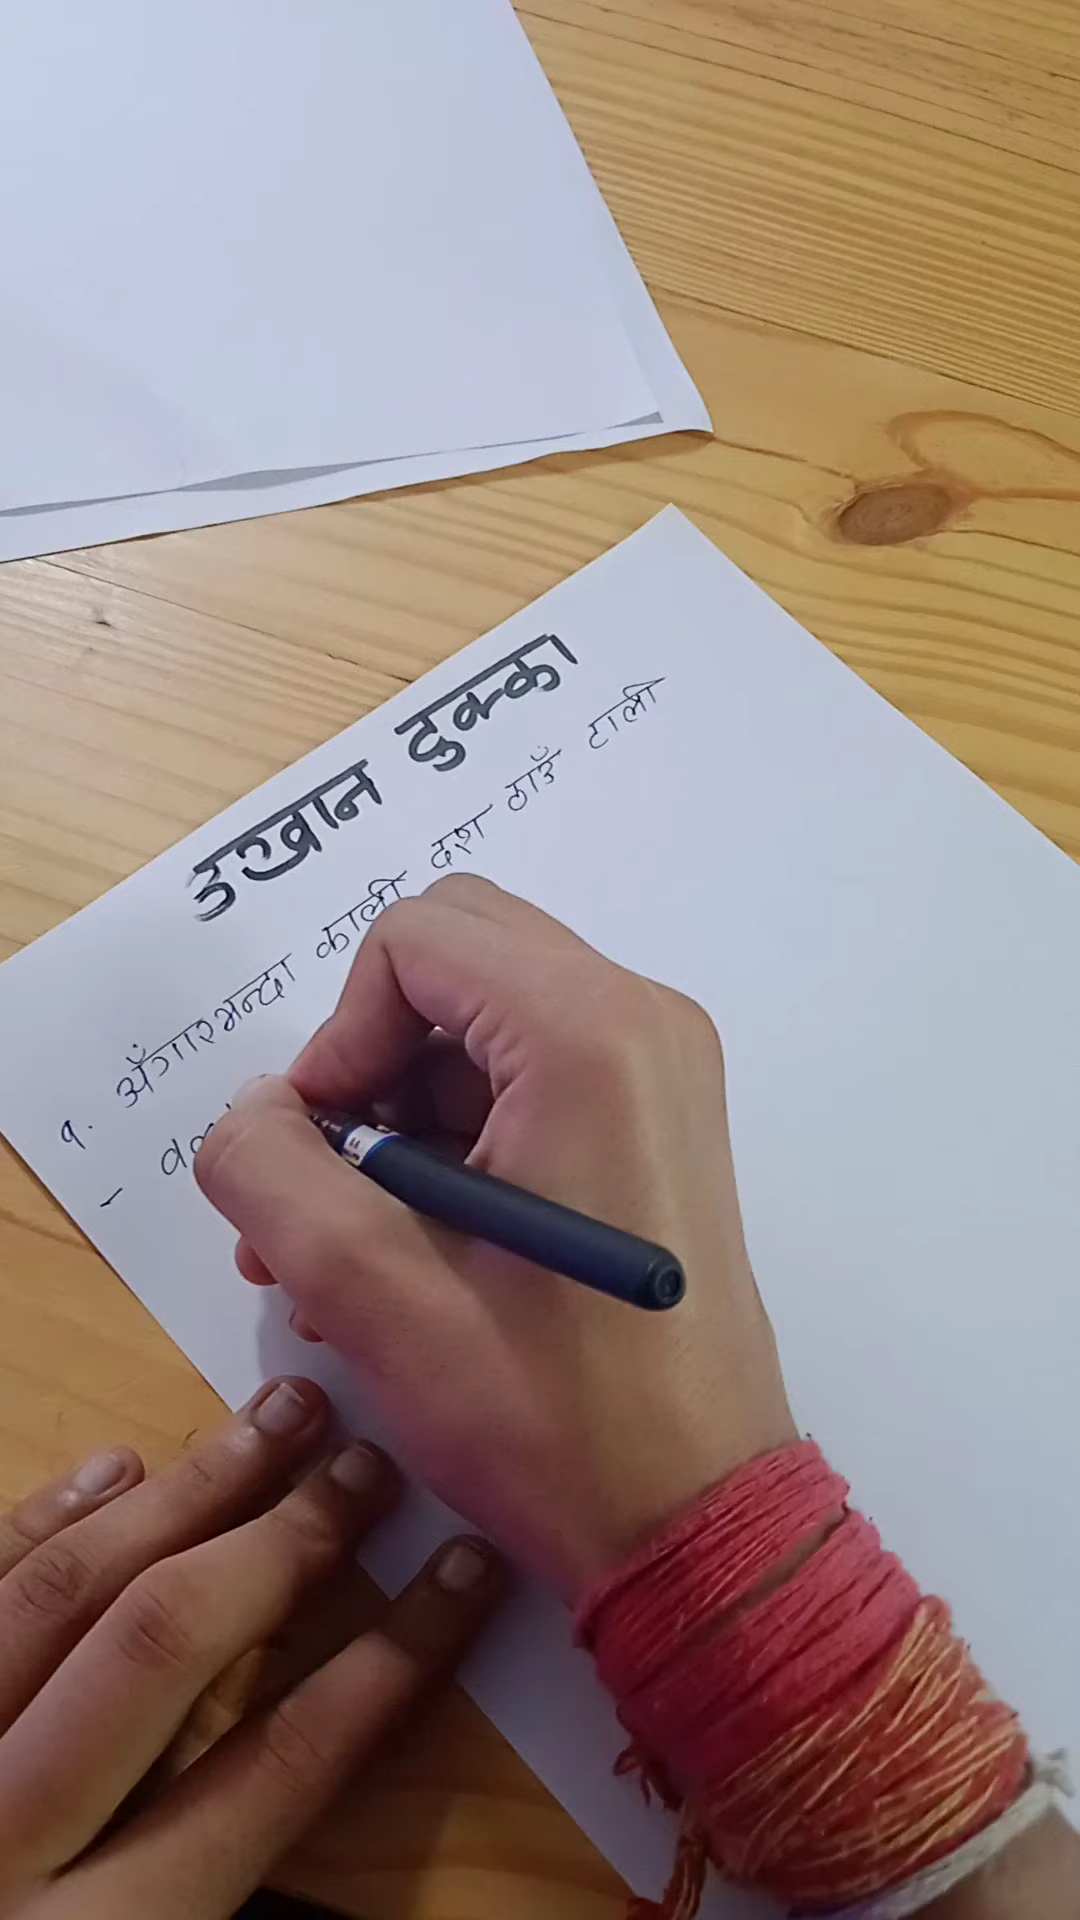 उखान टुक्का
१. अँगारभन्दा काली दश ठाउँ टाली
-